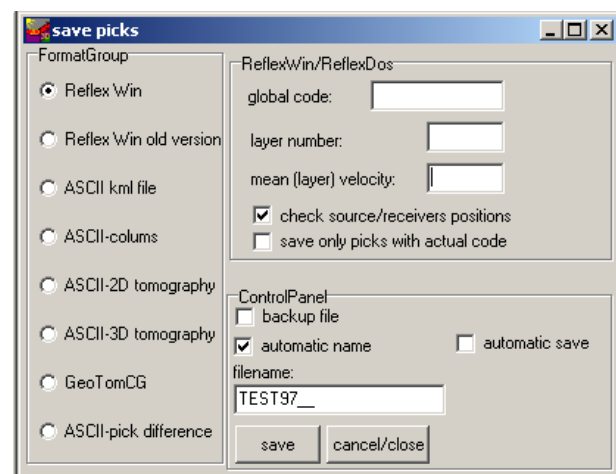 save picks
FormatGroup
Reflex Win
Reflex Win old version
ASCII kml file
ASCII-colums
ASCII-2D tomography
ASCII-3D tomography
GeoTomCG
ASCII-pick difference
ReflexWin/ReflexDos
global code:
layer number:
mean (layer) velocity:
check source/receivers positions
save only picks with actual code
ControlPanel
backup file
automatic name
automatic save
filename:
TEST97__
save
cancel/close